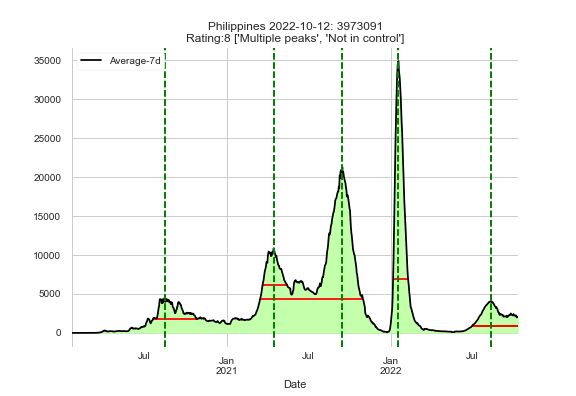 Philippines 2022-10-12: 3973091
Rating:8 ['Multiple peaks', 'Not in control']
Average-7d
35000
30000
25000
20000
15000
10000
5000
0
Jul
Jan
2021
Jul
Jan
2022
Jul
Date